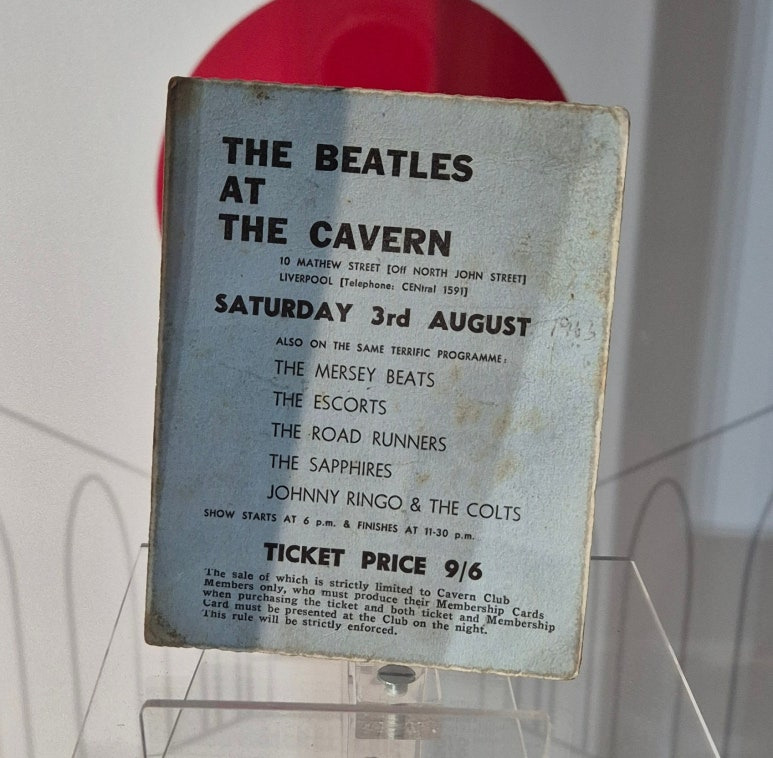 THE BEATLES
AT
THE CAVERN
10 MATHEW STREET [Off NORTH JOHN STREET]
LIVERPOOL [Telephone: CENtral 1591]
SATURDAY 3rd AUGUST 1963
ALSO ON THE SAME TERRIFIC PROGRAMME:
THE MERSEY BEATS
THE ESCORTS
THE ROAD RUNNERS
THE SAPPHIRES
JOHNNY RINGO & THE COLTS
SHOW STARTS AT 6 p.m. & FINISHES AT 11-30 p.m.
TICKET PRICE 9/6
The sale of which is strictly limited to Cavern Club
Members only, who must produce their Membership Cards
when purchasing the ticket and both ticket and Membership
Card must be presented at the Club on the night.
This rule will be strictly enforced.